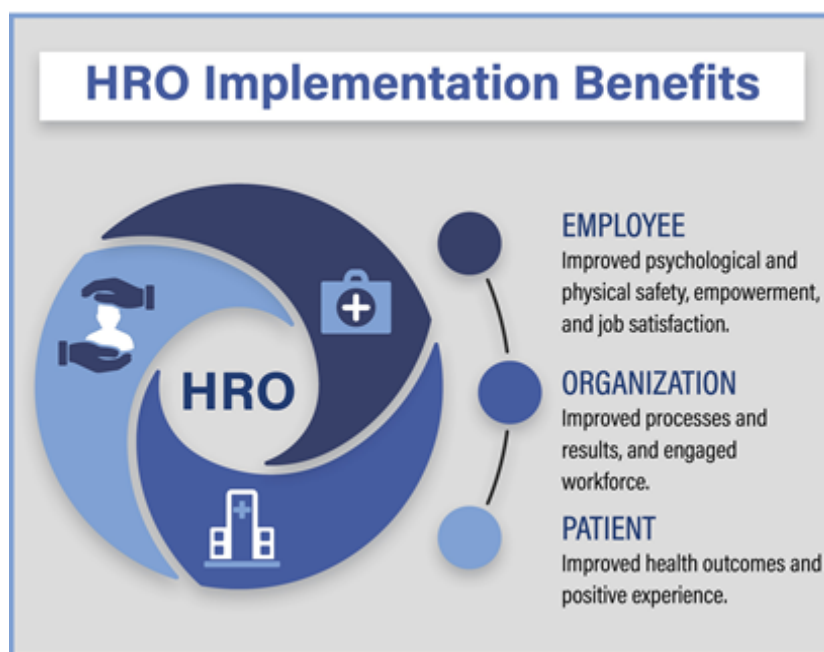 HRO Implementation Benefits
HRO
EMPLOYEE
Improved psychological and
physical safety, empowerment,
and job satisfaction.
ORGANIZATION
Improved processes and
results, and engaged
workforce.
PATIENT
Improved health outcomes and
positive experience.